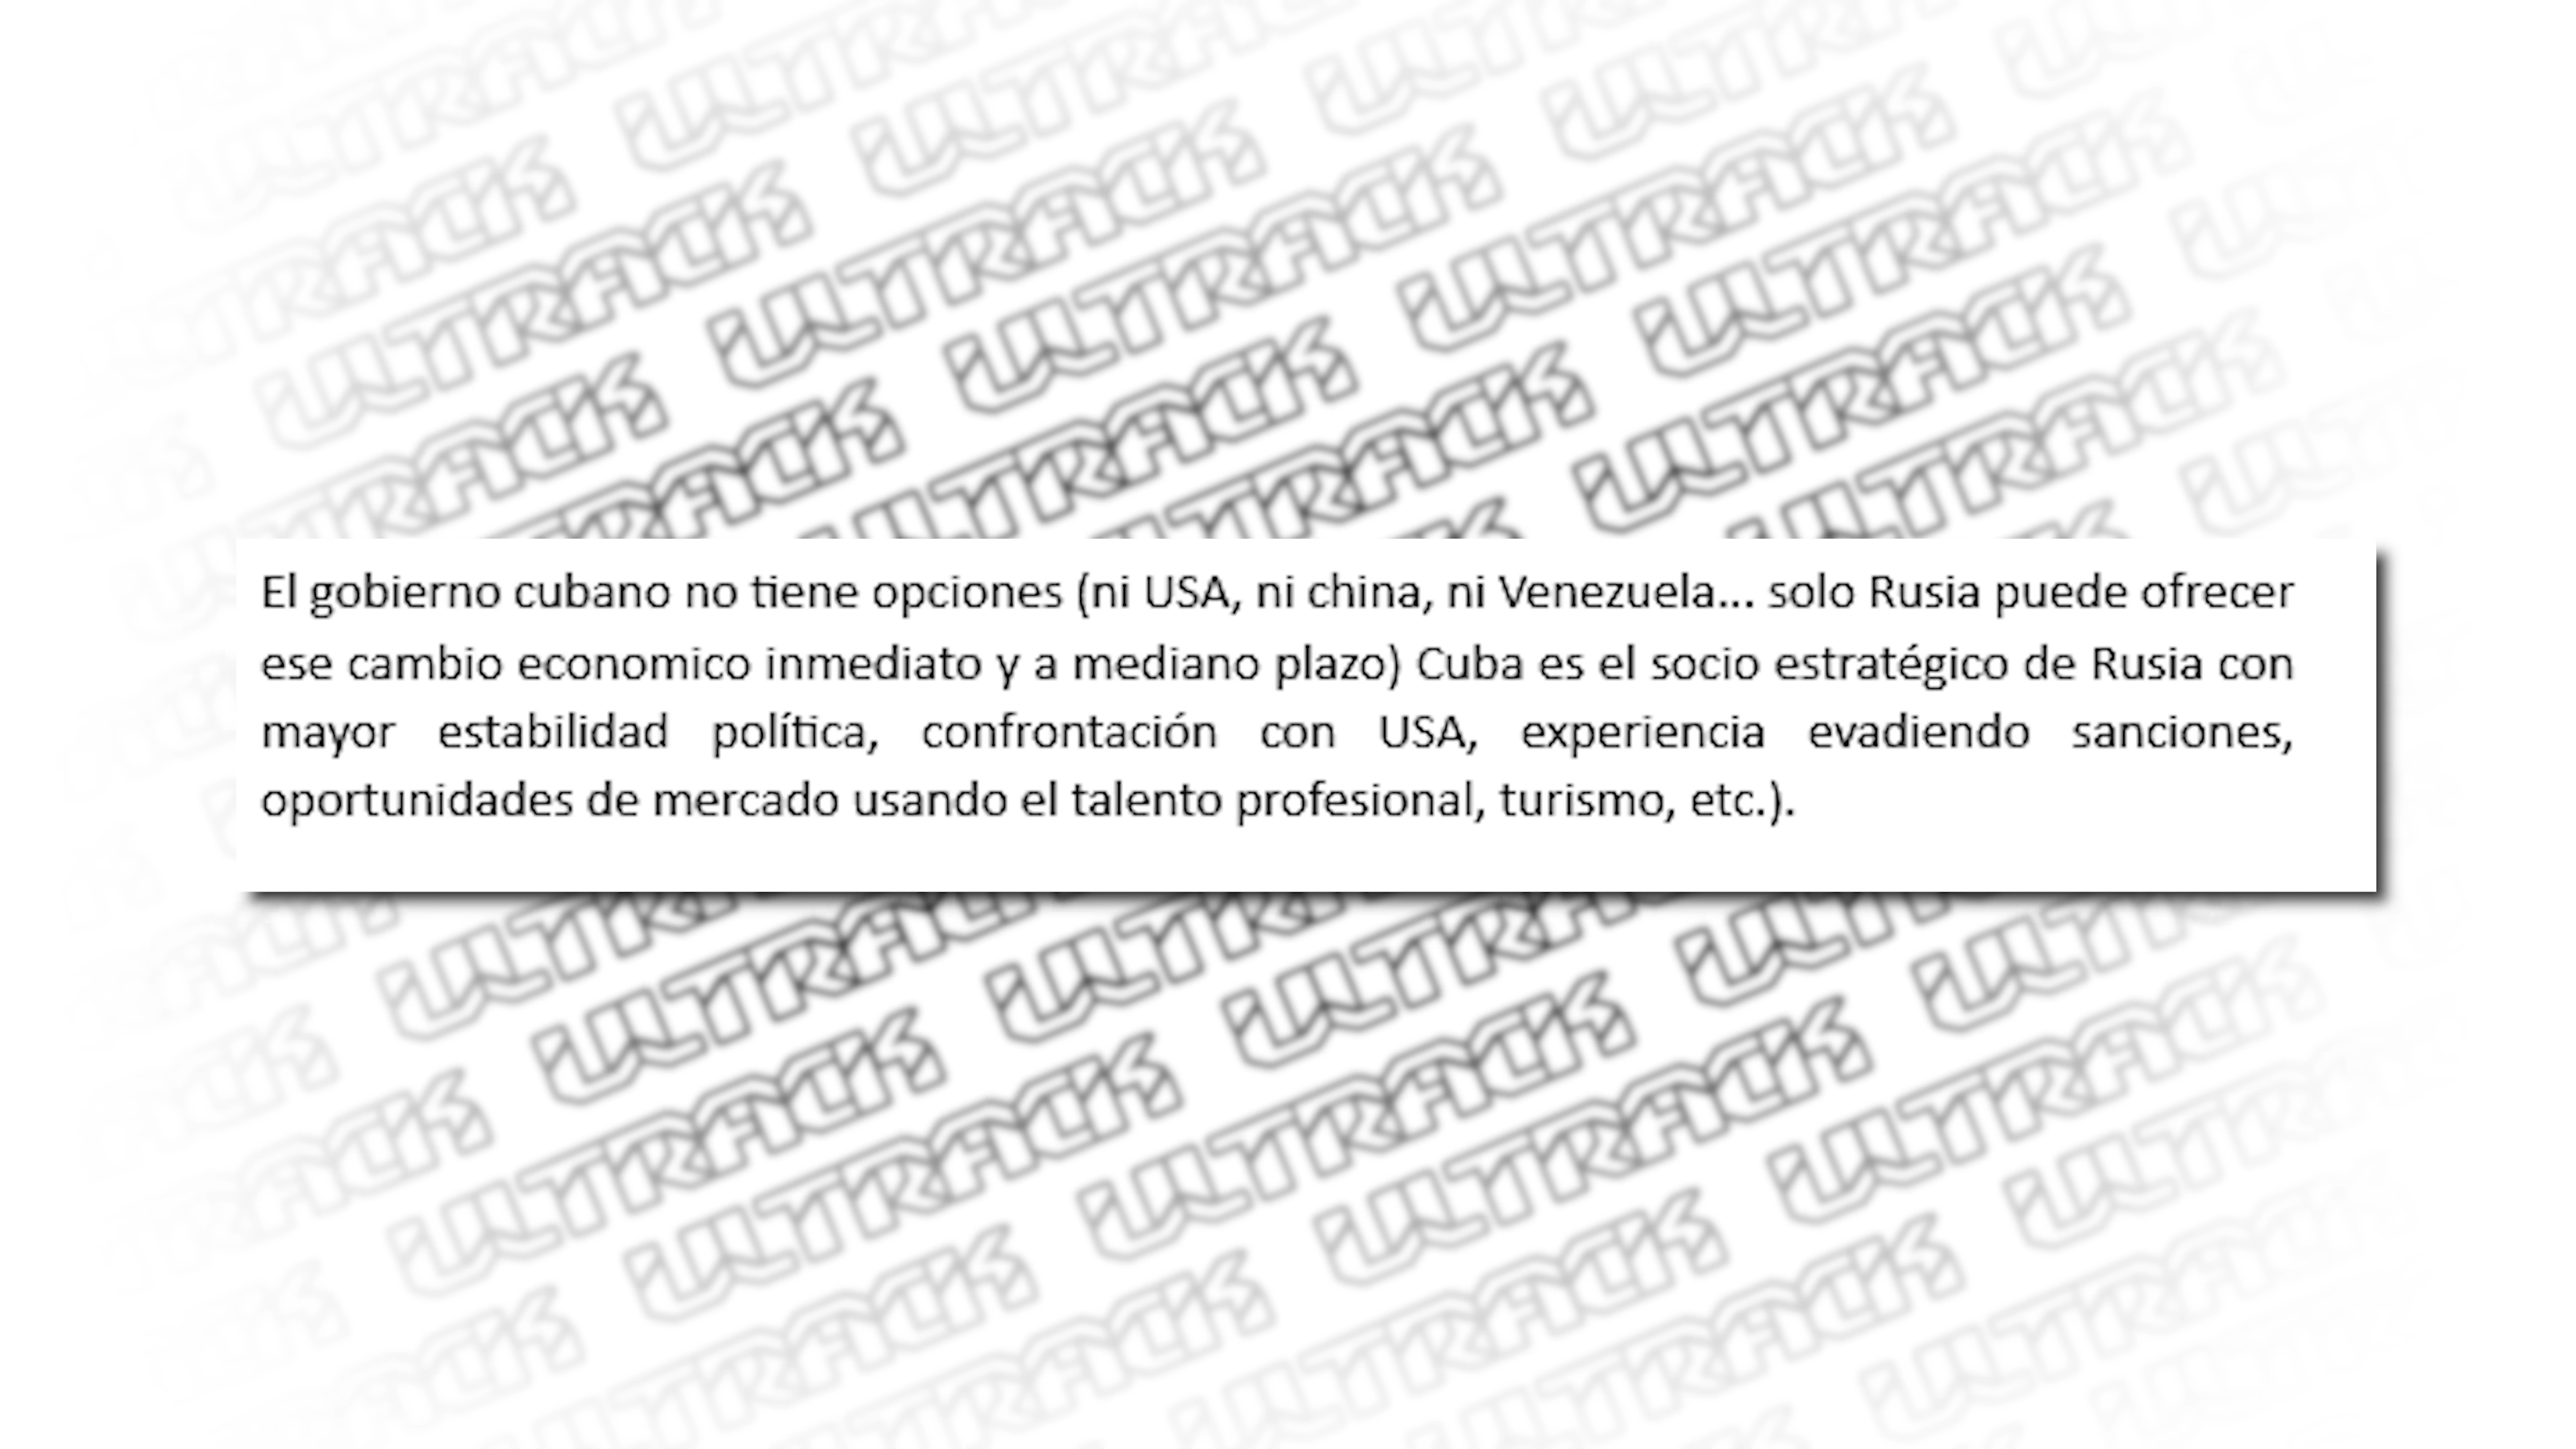 El gobierno cubano no tiene opciones (ni USA, ni china, ni Venezuela... solo Rusia puede ofrecer
ese cambio economico inmediato y a mediano plazo) Cuba es el socio estratégico de Rusia con
mayor estabilidad política, confrontación con USA, experiencia evadiendo sanciones,
oportunidades de mercado usando el talento profesional, turismo, etc.).